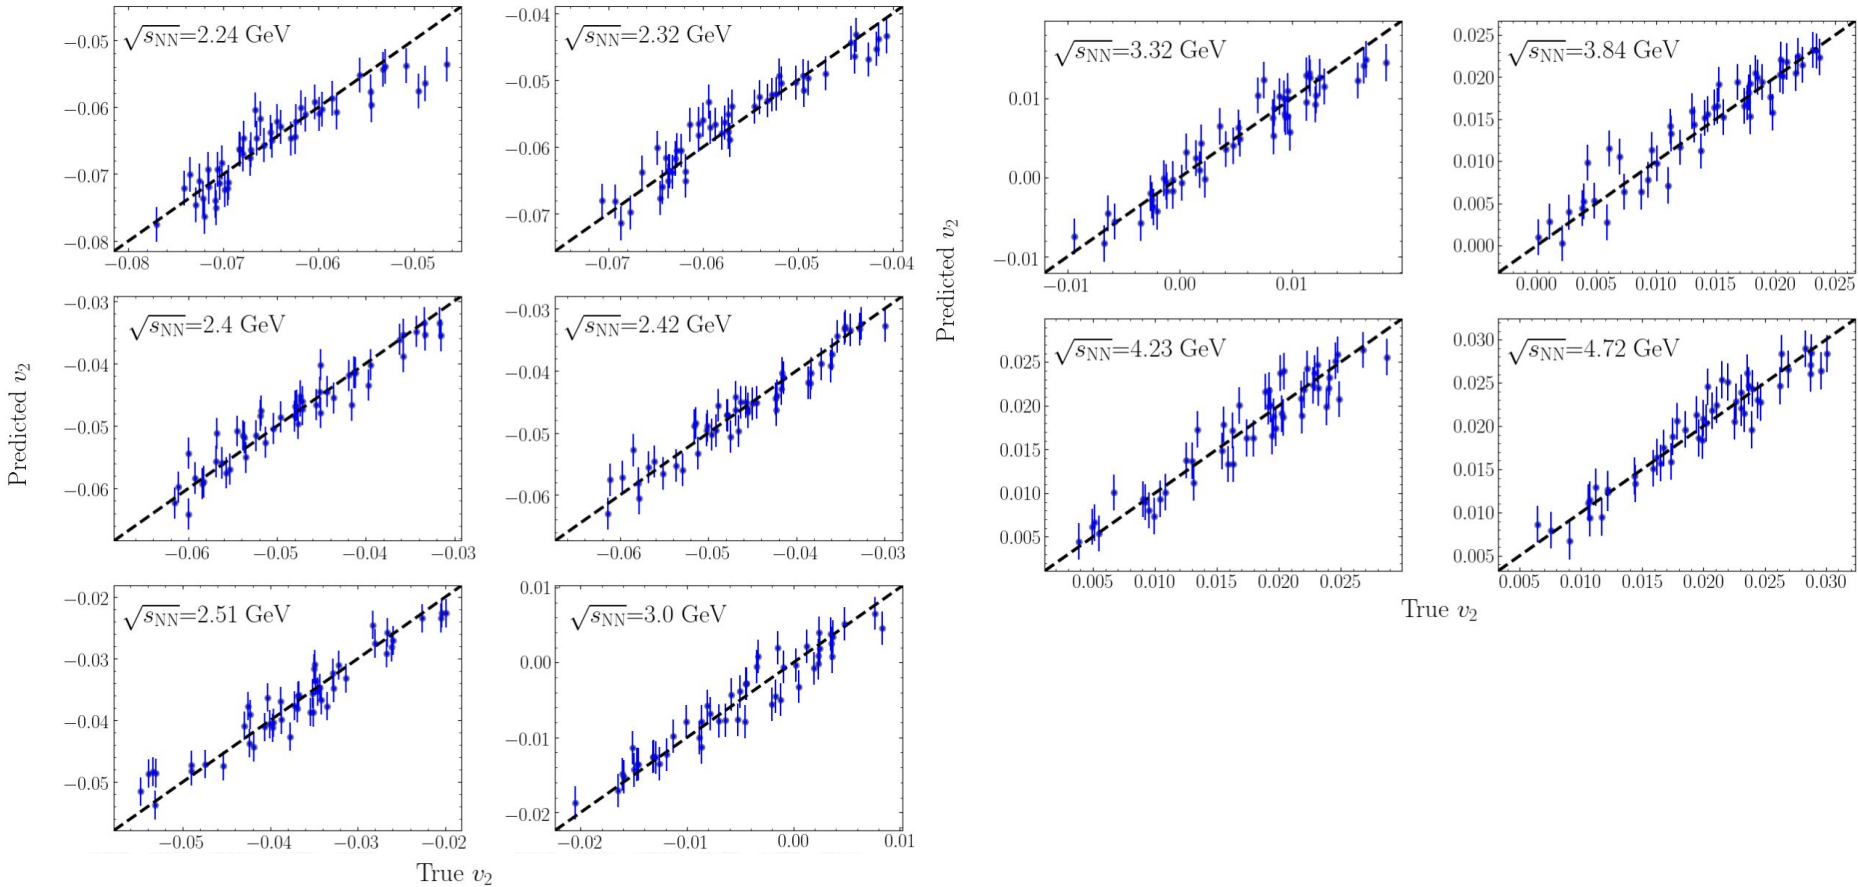 √sNN=2.24 GeV
−0.05
−0.06
−0.07
−0.08
−0.08 −0.07 −0.06 −0.05
√sNN=2.32 GeV
−0.04
−0.05
−0.06
−0.07
−0.07 −0.06 −0.05 −0.04
√sNN=2.4 GeV
−0.03
−0.04
−0.05
−0.06
−0.06 −0.05 −0.04 −0.03
√sNN=2.42 GeV
−0.03
−0.04
−0.05
−0.06
−0.06 −0.05 −0.04 −0.03
√sNN=2.51 GeV
−0.02
−0.03
−0.04
−0.05
−0.05 −0.04 −0.03 −0.02
√sNN=3.0 GeV
0.01
0.00
−0.01
−0.02
−0.02 −0.01 0.00 0.01
Predicted v2
True v2
√sNN=3.32 GeV
0.01
0.00
−0.01
−0.01 0.00 0.01
√sNN=3.84 GeV
0.025
0.020
0.015
0.010
0.005
0.000
0.000 0.005 0.010 0.015 0.020 0.025
√sNN=4.23 GeV
0.025
0.020
0.015
0.010
0.005
0.005 0.010 0.015 0.020 0.025
√sNN=4.72 GeV
0.030
0.025
0.020
0.015
0.010
0.005
0.005 0.010 0.015 0.020 0.025 0.030
Predicted v2
True v2